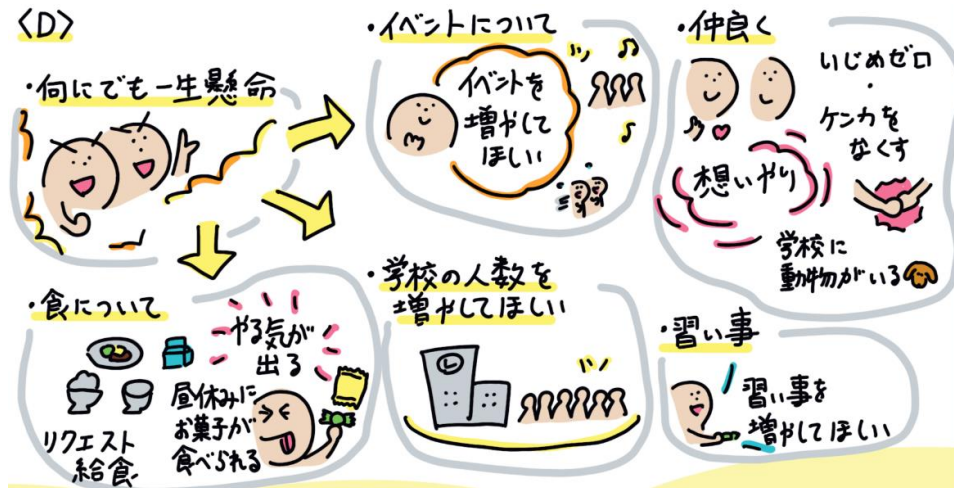 〈D〉
・何にでも一生懸命
・イベントについて
イベントを
増やして
ほしい
・仲良く
いじめゼロ
・
ケンカを
なくす
想いやり
学校に
動物がいる
・食について
やる気が
出る
昼休みに
お菓子が
食べられる
リクエスト
給食
・学校の人数を
増やしてほしい
・習い事
習い事を
増やしてほしい